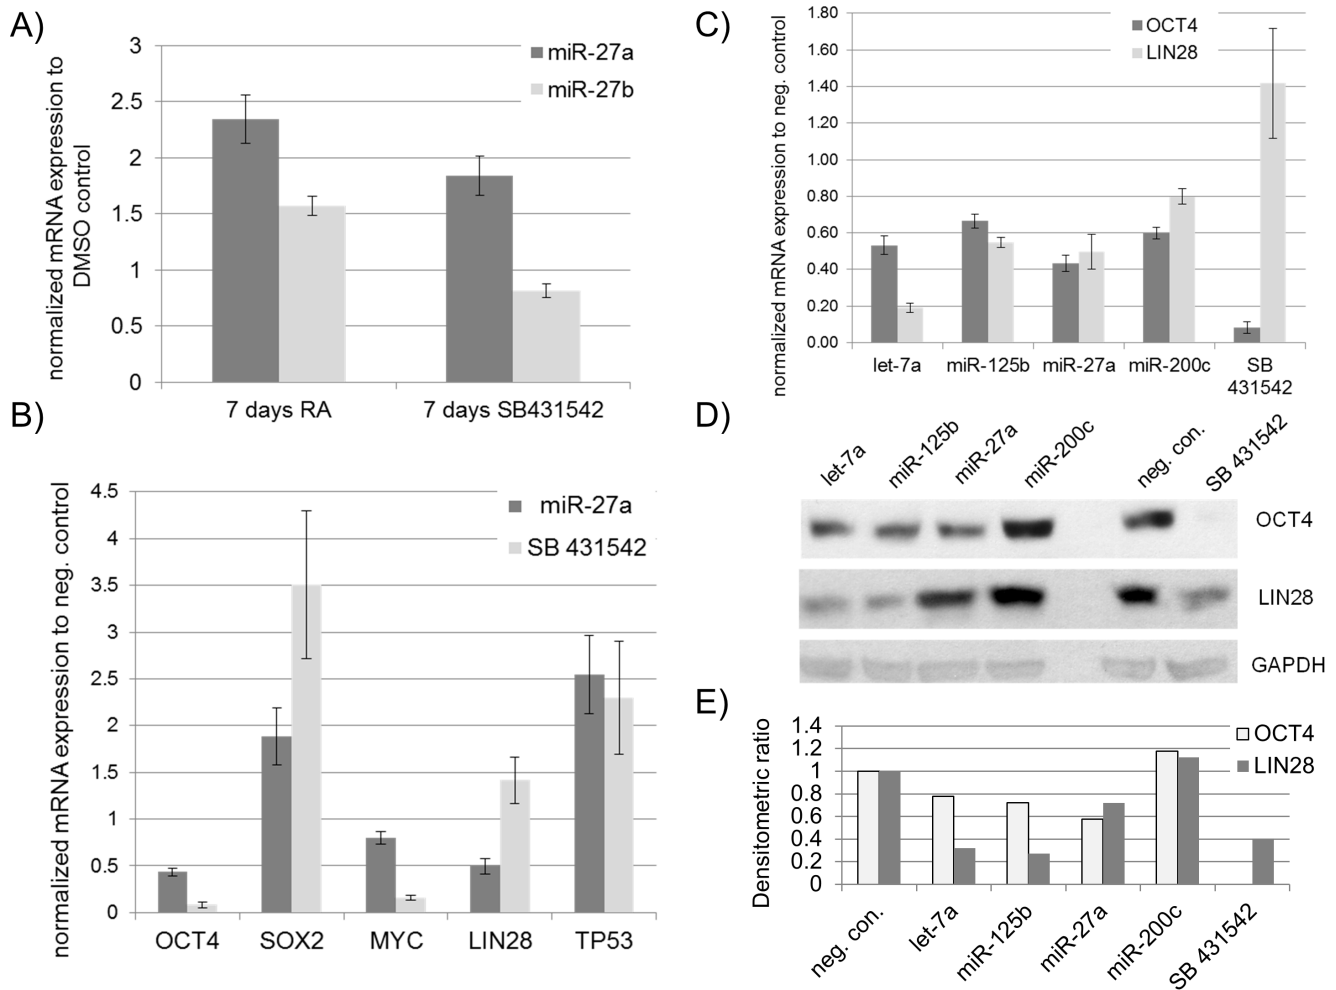 A)
normalized mRNA expression to
DMSO control
3
2.5
2
1.5
1
0.5
0
miR-27a
miR-27b
7 days RA
7 days SB431542
B)
normalized mRNA expression to neg. control
4.5
4
3.5
3
2.5
2
1.5
1
0.5
0
miR-27a
SB 431542
OCT4
SOX2
MYC
LIN28
TP53
C)
normalized mRNA expression to neg. control
1.80
1.60
1.40
1.20
1.00
0.80
0.60
0.40
0.20
0.00
OCT4
LIN28
let-7a
miR-125b
miR-27a
miR-200c
SB
431542
D)
let-7a
miR-125b
miR-27a
miR-200c
neg. con.
SB 431542
OCT4
LIN28
GAPDH
E)
Densitometric ratio
1.4
1.2
1
0.8
0.6
0.4
0.2
0
OCT4
LIN28
neg. con.
let-7a
miR-125b
miR-27a
miR-200c
SB 431542